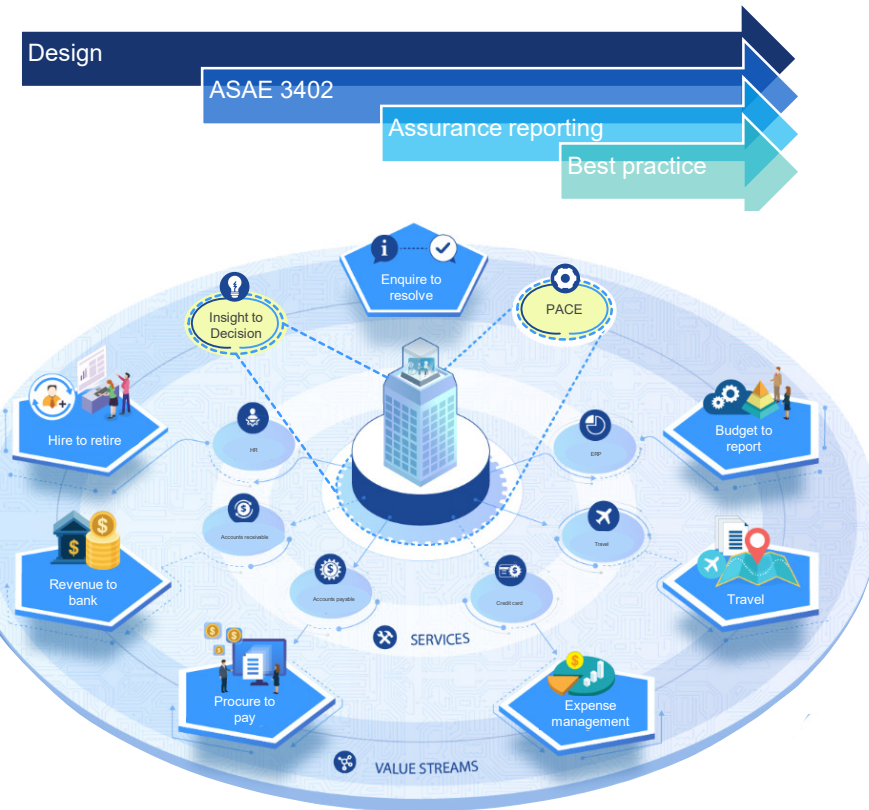 Design
ASAE 3402
Assurance reporting
Best practice
Enquire to
resolve
Insight to
Decision
PACE
Hire to retire
HR
ERP
Budget to
report
Accounts receivable
Travel
Revenue to
bank
Accounts payable
Credit card
Travel
SERVICES
Procure to
pay
Expense
management
VALUE STREAMS